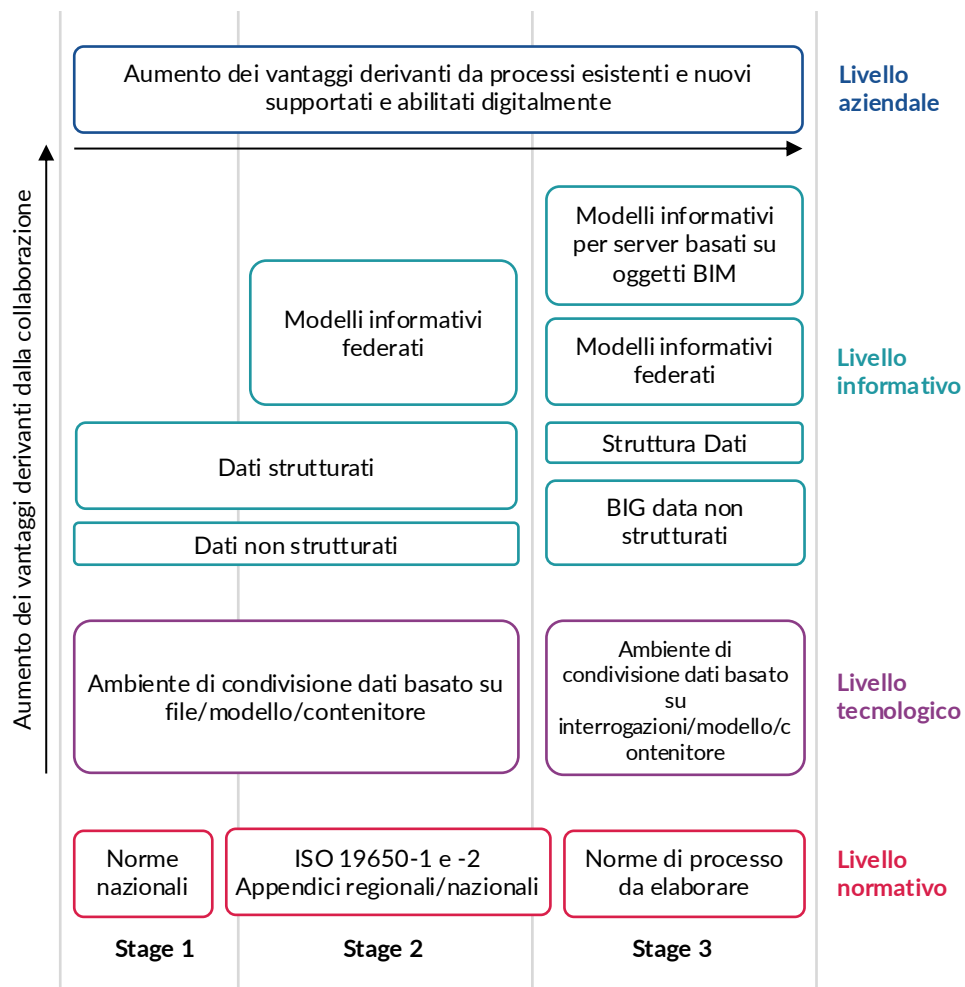 Aumento dei vantaggi derivanti da processi esistenti e nuovi
supportati e abilitati digitalmente
Livello
aziendale
Aumento dei vantaggi derivanti dalla collaborazione
Modelli informativi
per server basati su
oggetti BIM
Modelli informativi
federati
Modelli informativi
federati
Livello
informativo
Dati strutturati
Struttura Dati
Dati non strutturati
BIG data non
strutturati
Ambiente di condivisione dati basato su
file/modello/contenitore
Ambiente di
condivisione dati basato
su
interrogazioni/modello/c
ontenitore
Livello
tecnologico
Norme
nazionali
ISO 19650-1 e -2
Appendici regionali/nazionali
Norme di processo
da elaborare
Livello
normativo
Stage 1
Stage 2
Stage 3